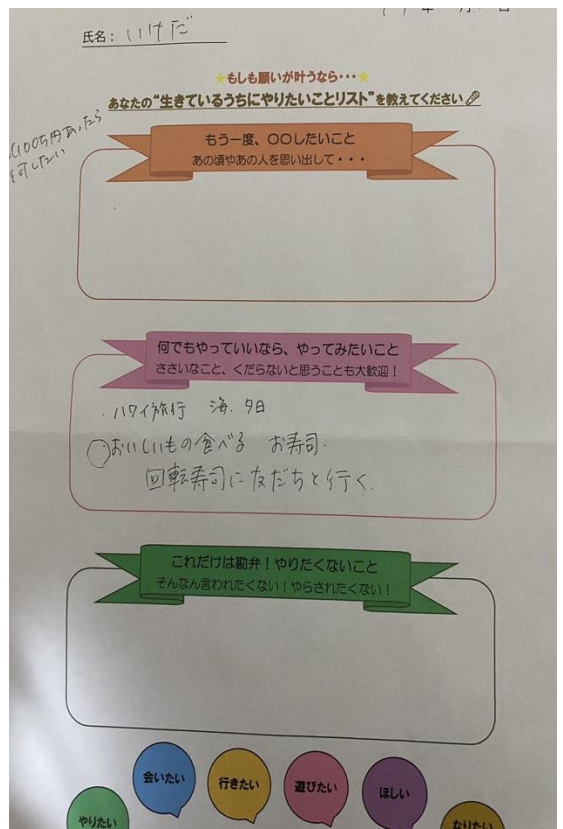 氏名: いけだ
★もしも願いが叶うなら・・・★
あなたの“生きているうちにやりたいことリスト”を教えてください
100万円あったら
何したい
もう一度、〇〇したいこと
あの頃やあの人を思い出して・・・
何でもやっていいなら、やってみたいこと
ささいなこと、くだらないと思うことも大歓迎！
・ハワイ旅行 海、夕日
おいしいもの食べる お寿司・
回転寿司に友だちと行く
これだけは勘弁！やりたくないこと
そんなん言われたくない！やらされたくない！
会いたい
行きたい
遊びたい
ほしい
やりたい
なりたい